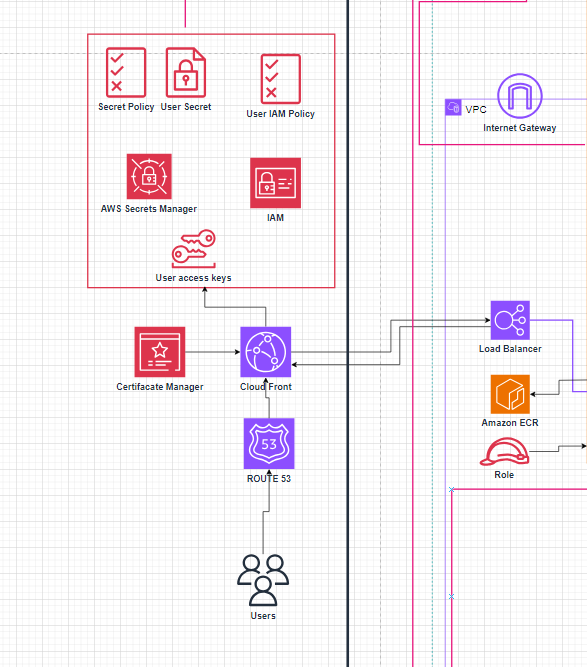 Secret Policy
User Secret
User IAM Policy
AWS Secrets Manager
IAM
User access keys
Certifacate Manager
Cloud Front
53
ROUTE 53
Users
VPC
Internet Gateway
Load Balancer
Amazon ECR
Role